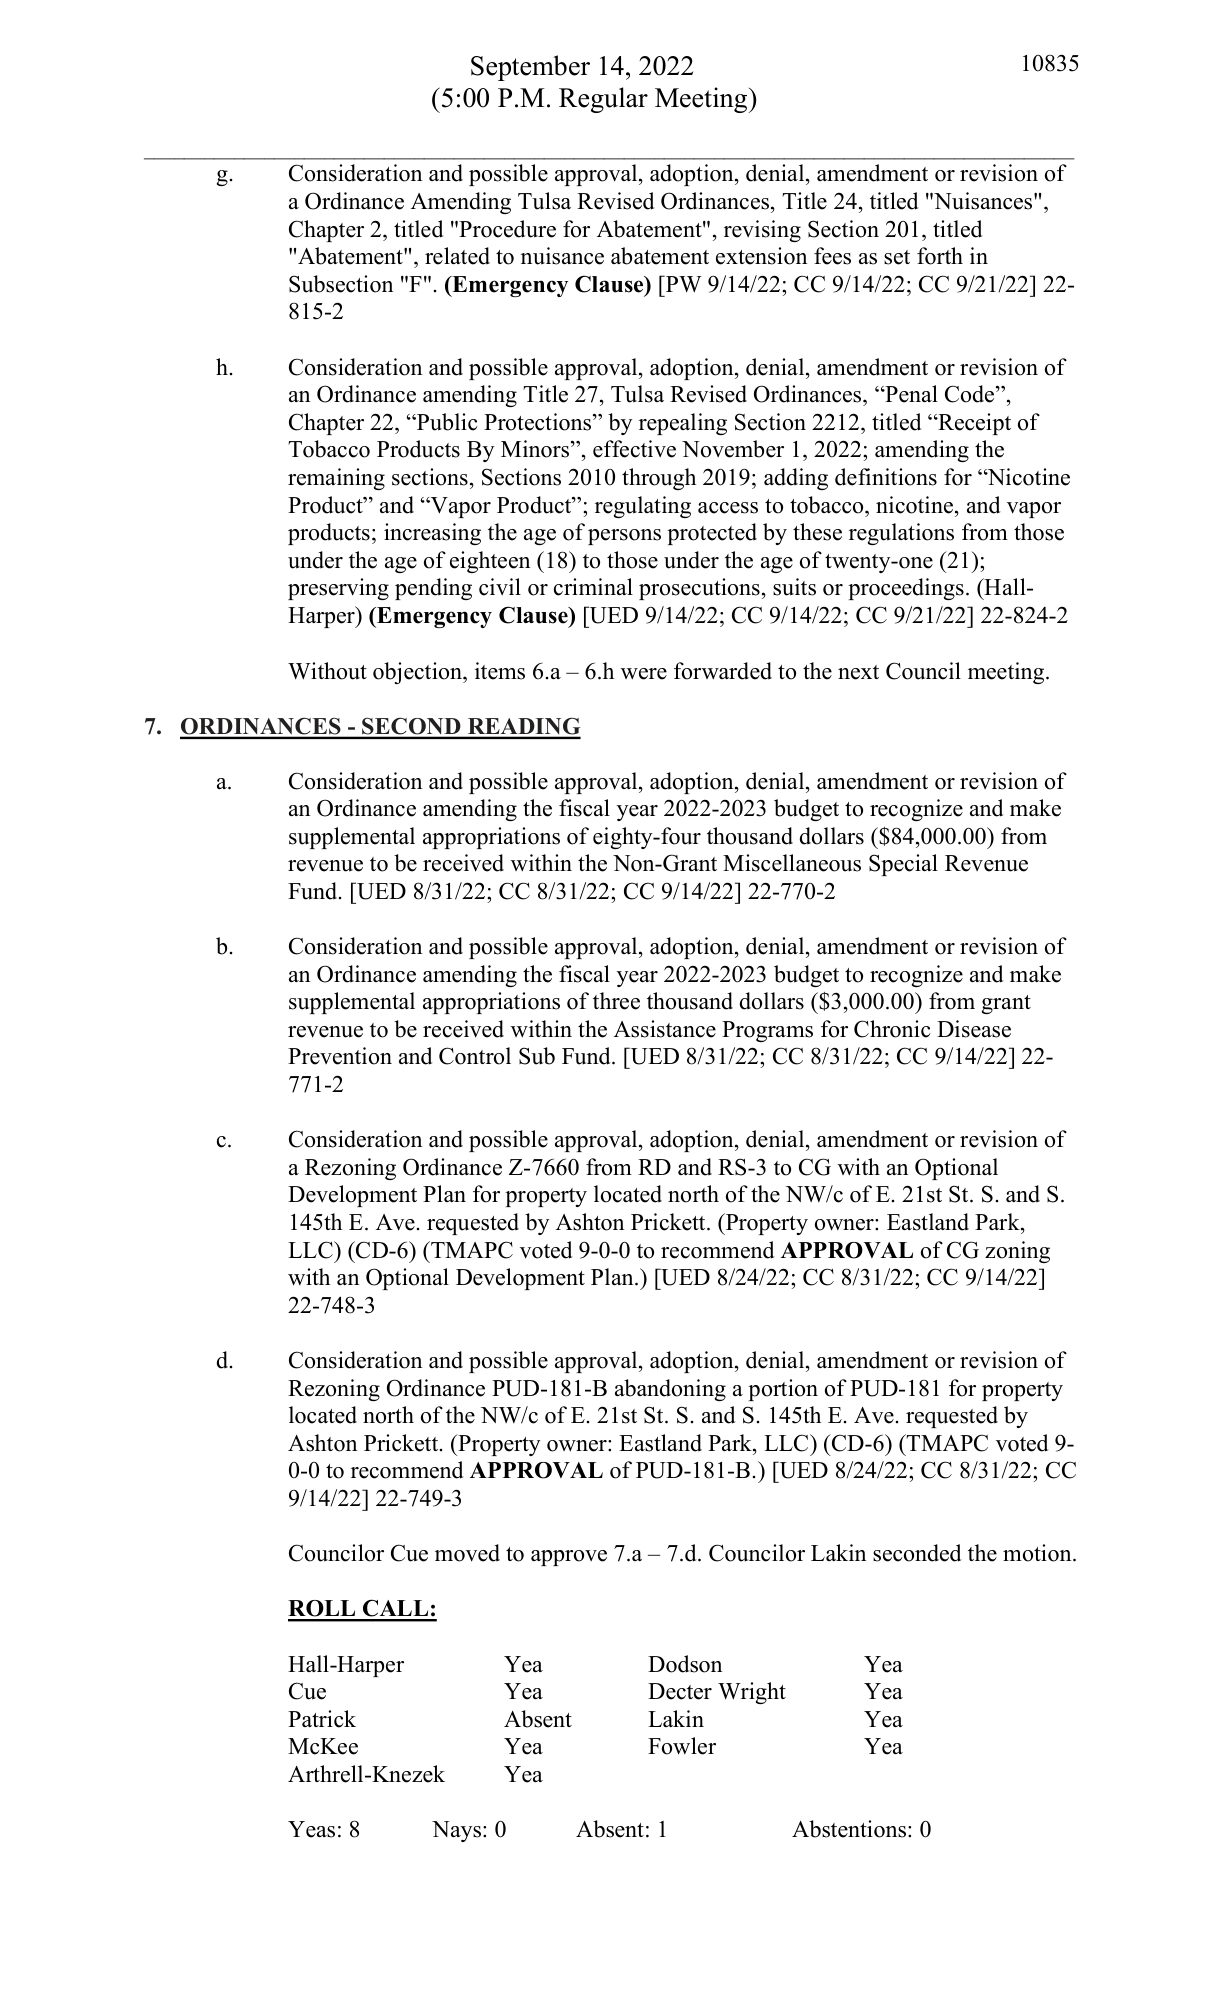 September 14, 2022
10835
(5:00 P.M. Regular Meeting)
g. Consideration and possible approval, adoption, denial, amendment or revision of
a Ordinance Amending Tulsa Revised Ordinances, Title 24, titled "Nuisances",
Chapter 2, titled "Procedure for Abatement", revising Section 201, titled
"Abatement", related to nuisance abatement extension fees as set forth in
Subsection "F". (Emergency Clause) [PW 9/14/22; CC 9/14/22; CC 9/21/22] 22-
815-2
h. Consideration and possible approval, adoption, denial, amendment or revision of
an Ordinance amending Title 27, Tulsa Revised Ordinances, “Penal Code”,
Chapter 22, “Public Protections” by repealing Section 2212, titled “Receipt of
Tobacco Products By Minors”, effective November 1, 2022; amending the
remaining sections, Sections 2010 through 2019; adding definitions for “Nicotine
Product” and “Vapor Product”; regulating access to tobacco, nicotine, and vapor
products; increasing the age of persons protected by these regulations from those
under the age of eighteen (18) to those under the age of twenty-one (21);
preserving pending civil or criminal prosecutions, suits or proceedings. (Hall-
Harper) (Emergency Clause) [UED 9/14/22; CC 9/14/22; CC 9/21/22] 22-824-2
Without objection, items 6.a – 6.h were forwarded to the next Council meeting.
7. ORDINANCES - SECOND READING
a. Consideration and possible approval, adoption, denial, amendment or revision of
an Ordinance amending the fiscal year 2022-2023 budget to recognize and make
supplemental appropriations of eighty-four thousand dollars ($84,000.00) from
revenue to be received within the Non-Grant Miscellaneous Special Revenue
Fund. [UED 8/31/22; CC 8/31/22; CC 9/14/22] 22-770-2
b. Consideration and possible approval, adoption, denial, amendment or revision of
an Ordinance amending the fiscal year 2022-2023 budget to recognize and make
supplemental appropriations of three thousand dollars ($3,000.00) from grant
revenue to be received within the Assistance Programs for Chronic Disease
Prevention and Control Sub Fund. [UED 8/31/22; CC 8/31/22; CC 9/14/22] 22-
771-2
c. Consideration and possible approval, adoption, denial, amendment or revision of
a Rezoning Ordinance Z-7660 from RD and RS-3 to CG with an Optional
Development Plan for property located north of the NW/c of E. 21st St. S. and S.
145th E. Ave. requested by Ashton Prickett. (Property owner: Eastland Park,
LLC) (CD-6) (TMAPC voted 9-0-0 to recommend APPROVAL of CG zoning
with an Optional Development Plan.) [UED 8/24/22; CC 8/31/22; CC 9/14/22]
22-748-3
d. Consideration and possible approval, adoption, denial, amendment or revision of
Rezoning Ordinance PUD-181-B abandoning a portion of PUD-181 for property
located north of the NW/c of E. 21st St. S. and S. 145th E. Ave. requested by
Ashton Prickett. (Property owner: Eastland Park, LLC) (CD-6) (TMAPC voted 9-
0-0 to recommend APPROVAL of PUD-181-B.) [UED 8/24/22; CC 8/31/22; CC
9/14/22] 22-749-3
Councilor Cue moved to approve 7.a – 7.d. Councilor Lakin seconded the motion.
ROLL CALL:
Hall-Harper Yea Dodson Yea
Cue Yea Decter Wright Yea
Patrick Absent Lakin Yea
McKee Yea Fowler Yea
Arthrell-Knezek Yea
Yeas: 8 Nays: 0 Absent: 1 Abstentions: 0